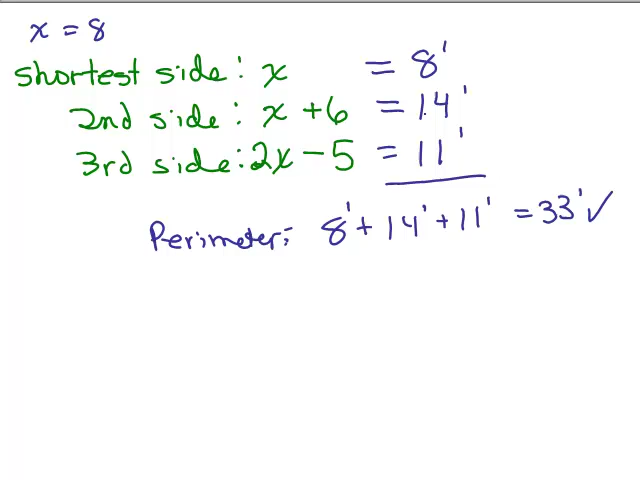 x = 8
shortest side: x = 8'
2nd side: x + 6 = 14'
3rd side: 2x - 5 = 11'
Perimeter: 8' + 14' + 11' = 33' ✓